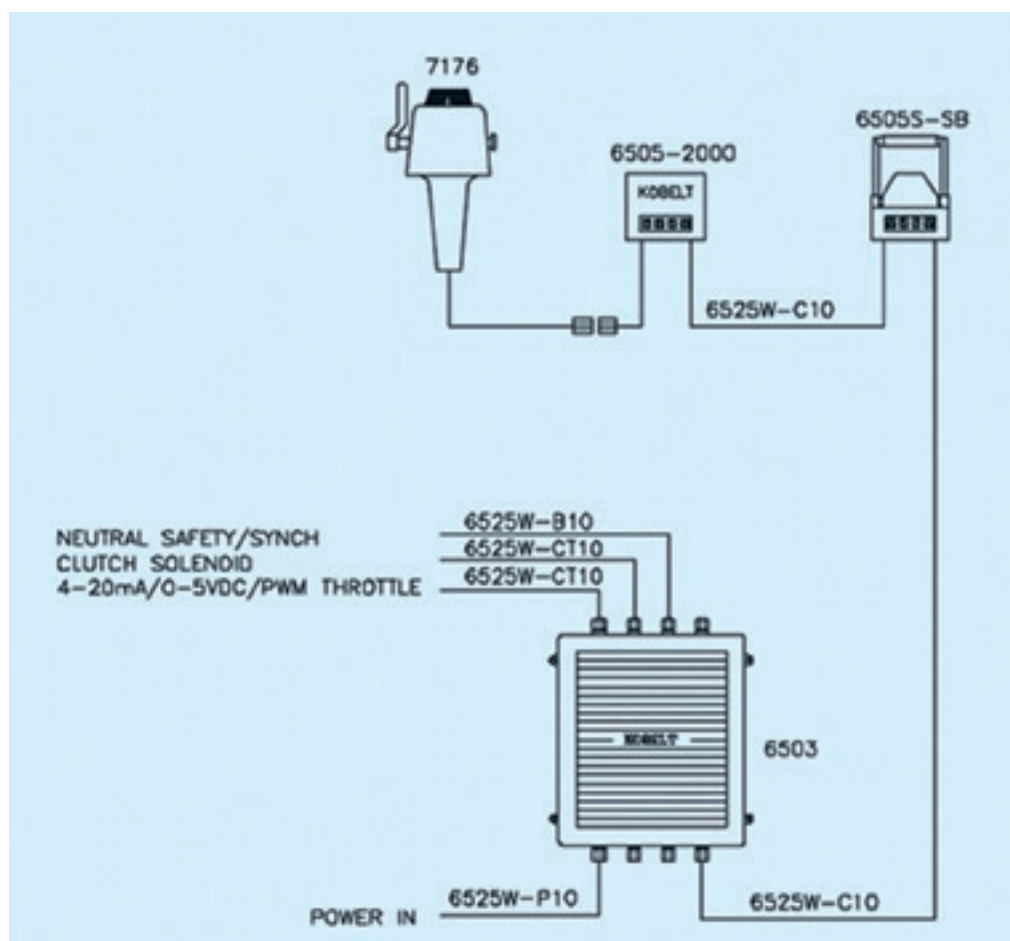 7176
6505S-SB
6505-2000
KOBELT
6525W-C10
6525W-B10
NEUTRAL SAFETY/SYNCH
6525W-CT10
CLUTCH SOLENOID
6525W-CT10
4-20mA/0-5VDC/PWM THROTTLE
KOBELT
6503
6525W-P10
6525W-C10
POWER IN